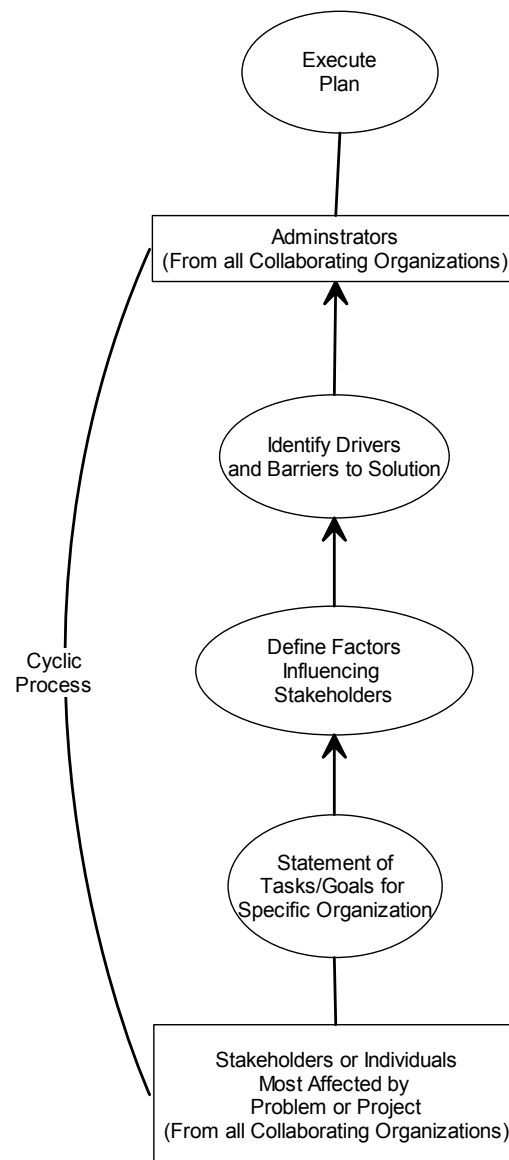 Execute
Plan
Adminstrators
(From all Collaborating Organizations)
Identify Drivers
and Barriers to Solution
Define Factors
Influencing
Stakeholders
Cyclic
Process
Statement of
Tasks/Goals for
Specific Organization
Stakeholders or Individuals
Most Affected by
Problem or Project
(From all Collaborating Organizations)